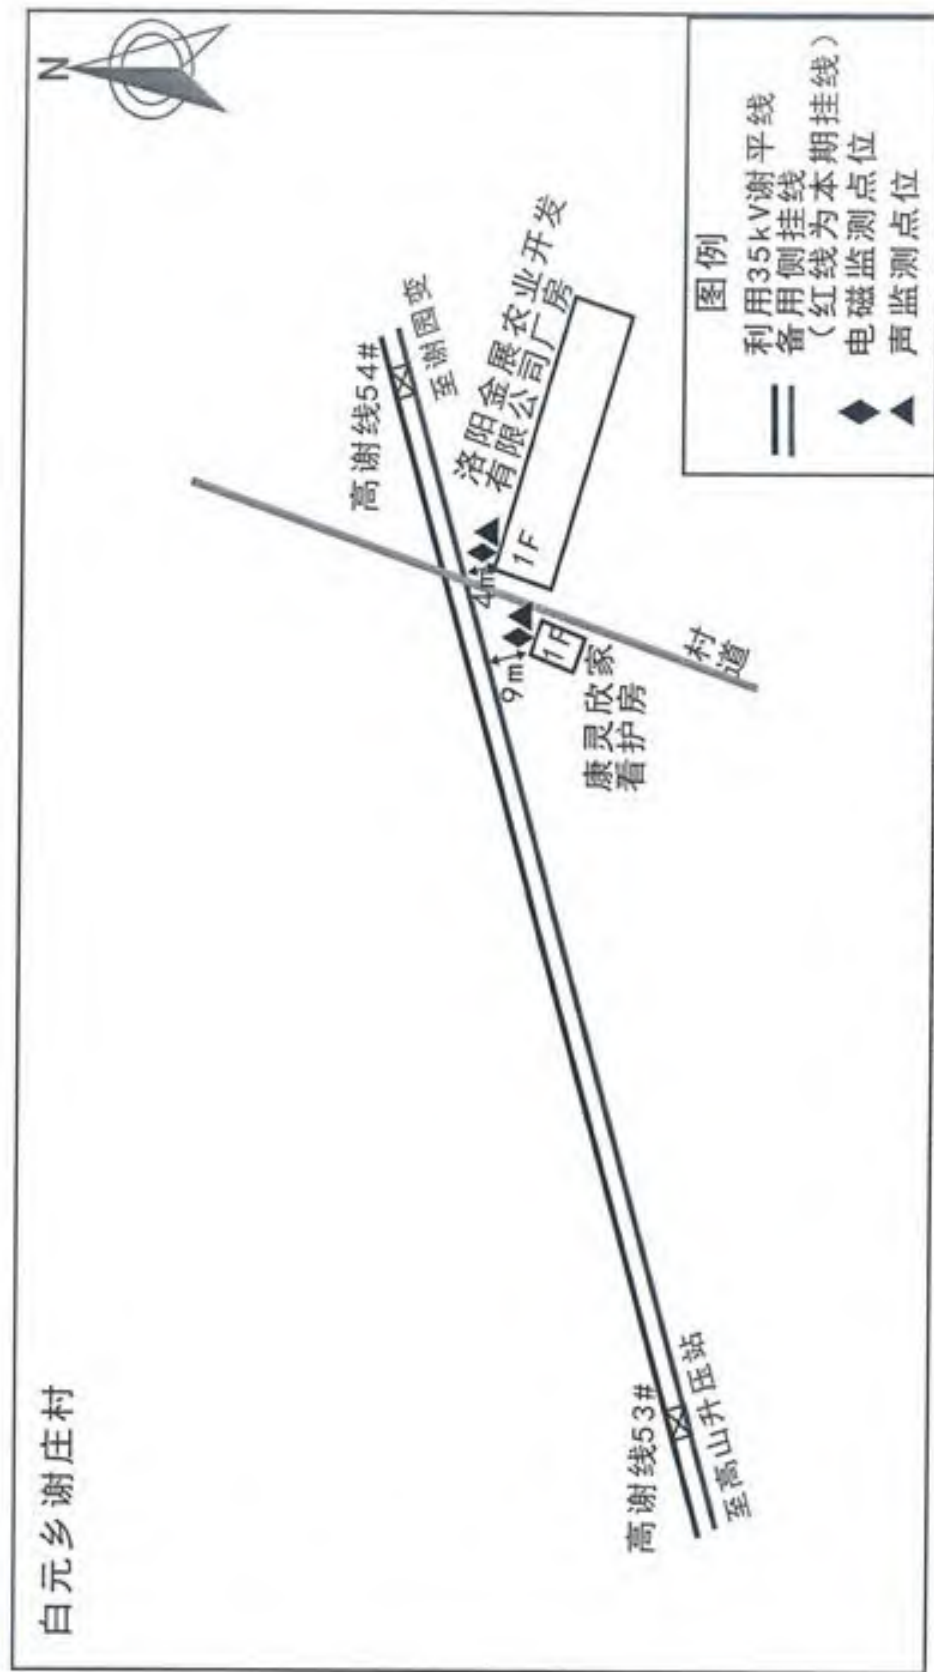 白元乡谢庄村
N
高谢线54#
至谢园变
洛阳金展农业开发
有限公司厂房
1F
4m
9m
1F
康灵欣家
看护房
村道
高谢线53#
至高山升压站
图例
利用35kV谢平线
备用侧挂线
（红线为本期挂线）
电磁监测点位
声监测点位